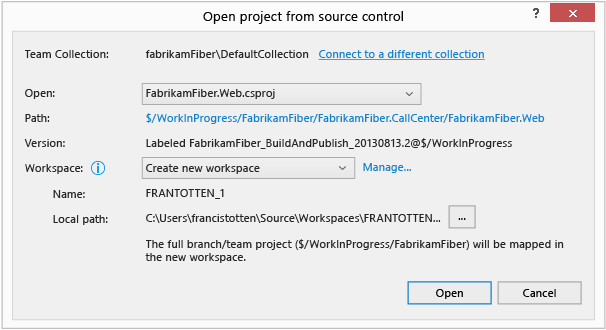 Open project from source control
?
Team Collection: fabrikamFiber\DefaultCollection Connect to a different collection
Open: FabrikamFiber.Web.csproj
Path: $/WorkInProgress/FabrikamFiber/FabrikamFiber.CallCenter/FabrikamFiber.Web
Version: Labeled FabrikamFiber_BuildAndPublish_20130813.2@$/WorkInProgress
Workspace: Create new workspace Manage...
Name: FRANTOTTEN_1
Local path: C:\Users\francistotten\Source\Workspaces\FRANTOTTEN... ...
The full branch/team project ($/WorkInProgress/FabrikamFiber) will be mapped in
the new workspace.
Open Cancel